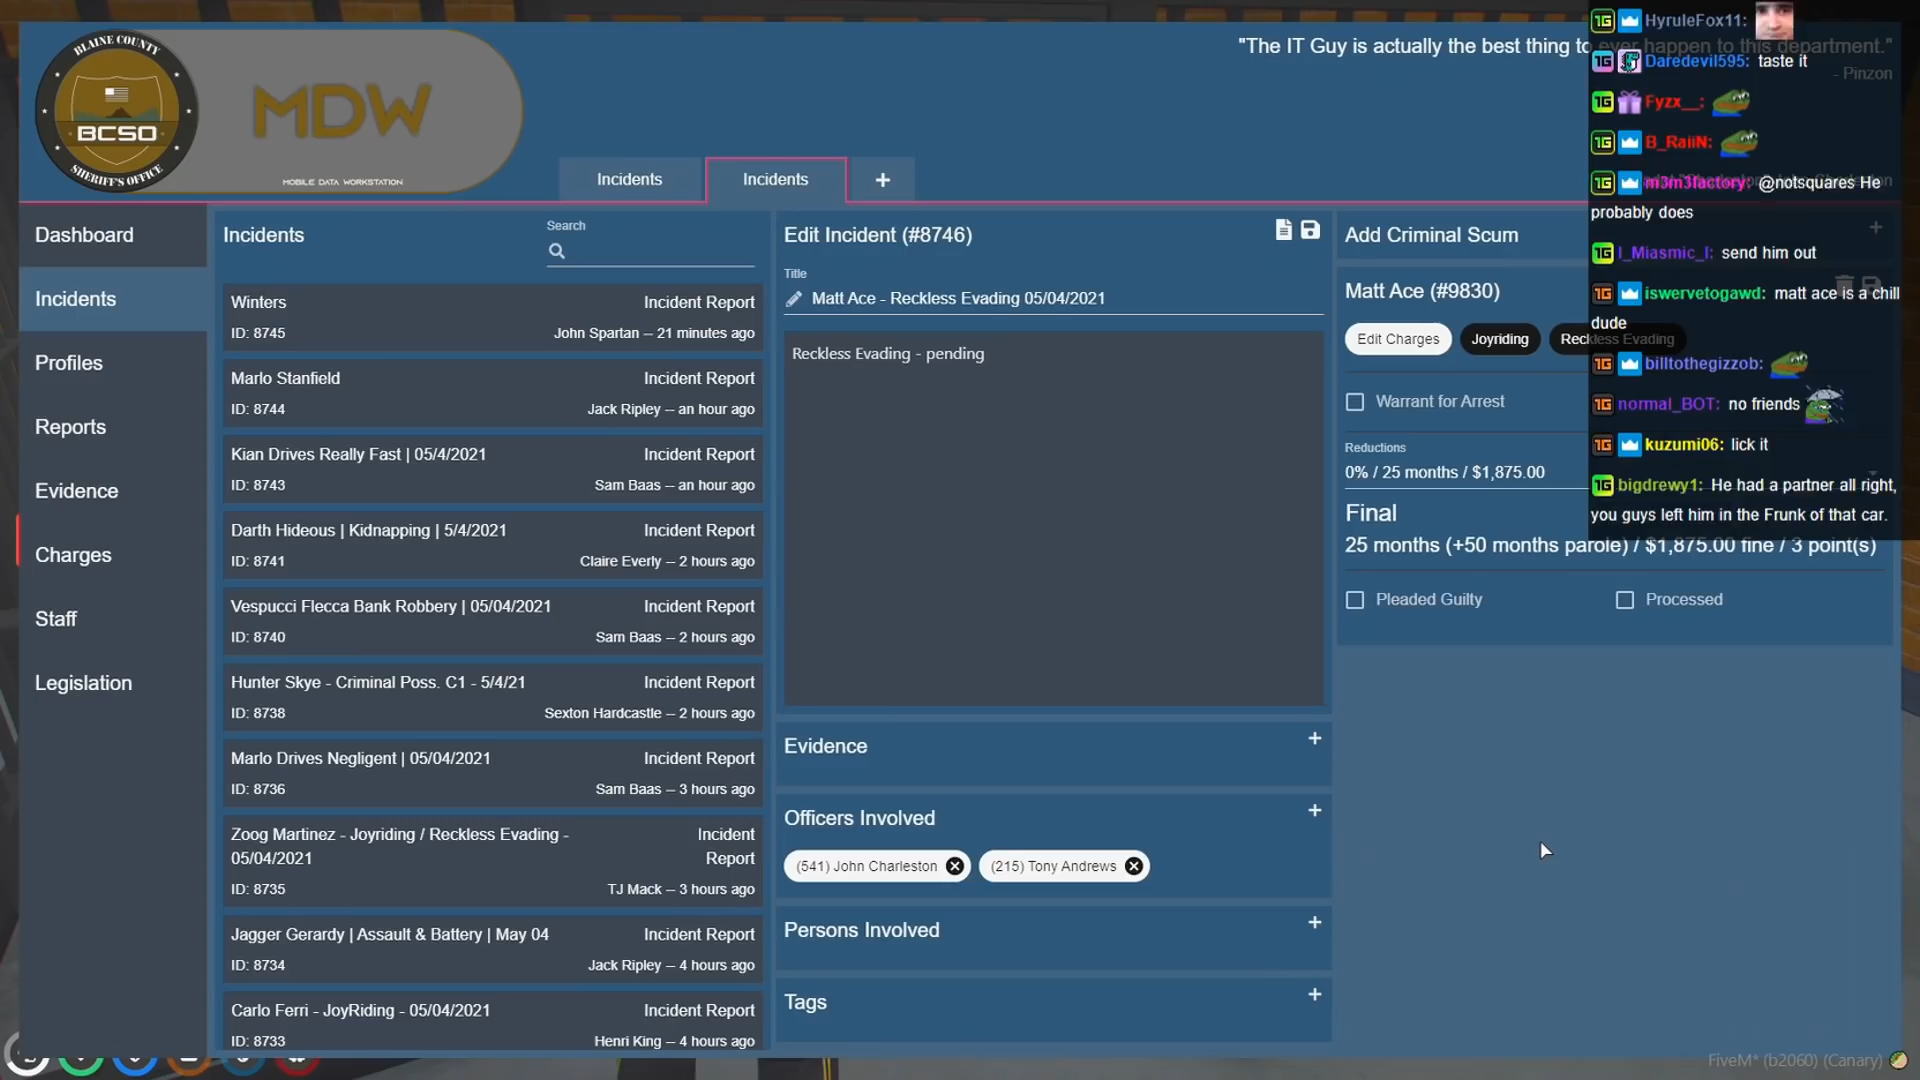 BLAINE COUNTY
BCSO
SHERIFF'S OFFICE
MDW
MOBILE DATA WORKSTATION
"The IT Guy is actually the best thing to ever happen to this department."
- Pinzon
Incidents
Incidents
+
Dashboard
Incidents
Profiles
Reports
Evidence
Charges
Staff
Legislation
Incidents
Search
Winters
Incident Report
ID: 8745
John Spartan – 21 minutes ago
Marlo Stanfield
Incident Report
ID: 8744
Jack Ripley – an hour ago
Kian Drives Really Fast | 05/4/2021
Incident Report
ID: 8743
Sam Baas – an hour ago
Darth Hideous | Kidnapping | 5/4/2021
Incident Report
ID: 8741
Claire Everly – 2 hours ago
Vespucci Flecca Bank Robbery | 05/04/2021
Incident Report
ID: 8740
Sam Baas – 2 hours ago
Hunter Skye - Criminal Poss. C1 - 5/4/21
Incident Report
ID: 8738
Sexton Hardcastle – 2 hours ago
Marlo Drives Negligent | 05/04/2021
Incident Report
ID: 8736
Sam Baas – 3 hours ago
Zoog Martinez - Joyriding / Reckless Evading -
05/04/2021
Incident
Report
ID: 8735
TJ Mack – 3 hours ago
Jagger Gerardy | Assault & Battery | May 04
Incident Report
ID: 8734
Jack Ripley – 4 hours ago
Carlo Ferri - JoyRiding - 05/04/2021
Incident Report
ID: 8733
Henri King – 4 hours ago
Edit Incident (#8746)
Title
Matt Ace - Reckless Evading 05/04/2021
Reckless Evading - pending
Evidence
+
Officers Involved
+
(541) John Charleston
(215) Tony Andrews
Persons Involved
+
Tags
+
Add Criminal Scum
+
Matt Ace (#9830)
Edit Charges
Joyriding
Reckless Evading
Warrant for Arrest
Reductions
0% / 25 months / $1,875.00
Final
25 months (+50 months parole) / $1,875.00 fine / 3 point(s)
Pleaded Guilty
Processed
HyruleFox11:
Daredevil595: taste it
Fyzx__:
B_RaiiN:
m3m3factory: @notsquares He
probably does
I_Miasmic_I: send him out
iswervetogawd: matt ace is a chill
dude
billtothegizzob:
normal_BOT: no friends
kuzumi06: lick it
bigdrewy1: He had a partner all right,
you guys left him in the Frunk of that car.
FiveM* (b2060) (Canary)